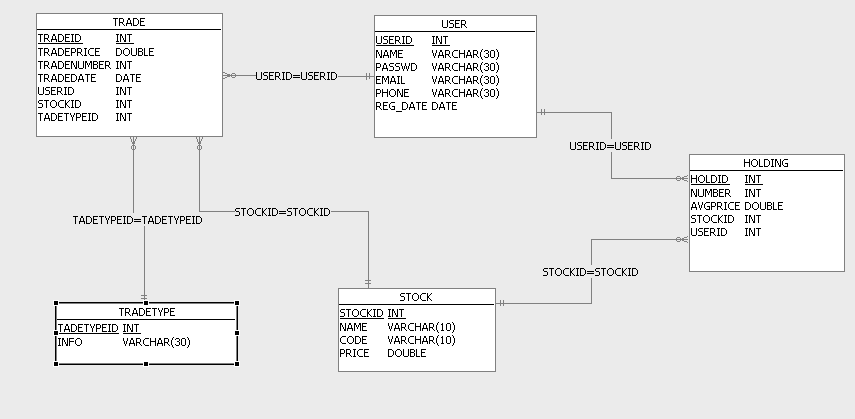 TRADE
TRADEID INT
TRADEPRICE DOUBLE
TRADENUMBER INT
TRADEDATE DATE
USERID INT
STOCKID INT
TADETYPEID INT
USERID=USERID
USER
USERID INT
NAME VARCHAR(30)
PASSWD VARCHAR(30)
EMAIL VARCHAR(30)
PHONE VARCHAR(30)
REG_DATE DATE
USERID=USERID
HOLDING
HOLDID INT
NUMBER INT
AVGPRICE DOUBLE
STOCKID INT
USERID INT
TADETYPEID=TADETYPEID
STOCKID=STOCKID
STOCKID=STOCKID
TRADETYPE
TADETYPEID INT
INFO VARCHAR(30)
STOCK
STOCKID INT
NAME VARCHAR(10)
CODE VARCHAR(10)
PRICE DOUBLE